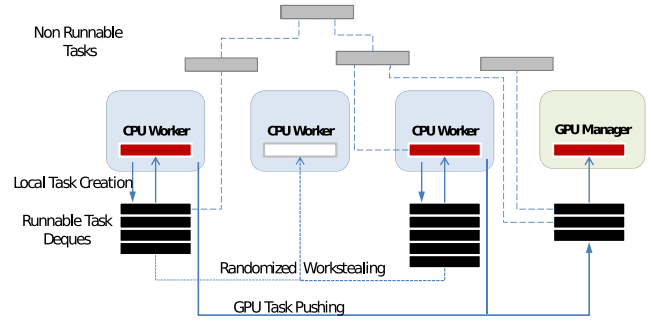 Non Runnable
Tasks
CPU Worker
CPU Worker
CPU Worker
GPU Manager
Local Task Creation
Runnable Task
Deques
Randomized Workstealing
GPU Task Pushing